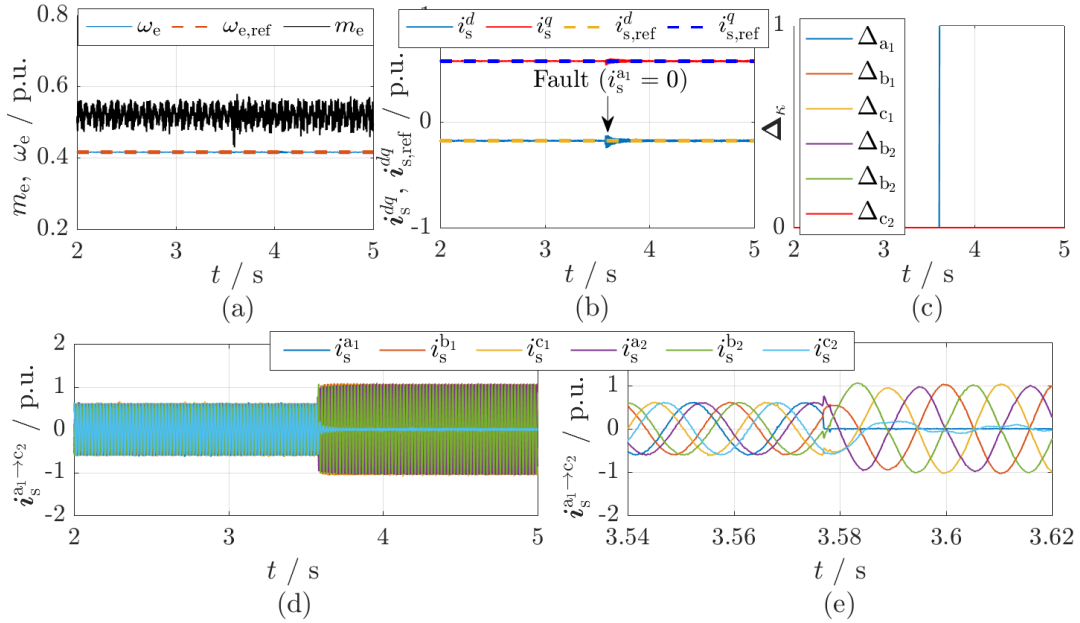 ωe ωe,ref me
0.8
0.6
0.4
0.2
me, ωe / p.u.
2 3 4 5
t / s
(a)
1
isd isq is,refd is,refq
Fault (isa1 = 0)
0
-1
isdq, is,refdq / p.u.
2 3 4 5
t / s
(b)
1
0
Δκ
Δa1
Δb1
Δc1
Δb2
Δb2
Δc2
2 3 4 5
t / s
(c)
isa1 isb1 isc1 isa2 isb2 isc2
2
1
0
-1
-2
isa1→c2 / p.u.
2 3 4 5
t / s
(d)
2
1
0
-1
-2
isa1→c2 / p.u.
3.54 3.56 3.58 3.6 3.62
t / s
(e)